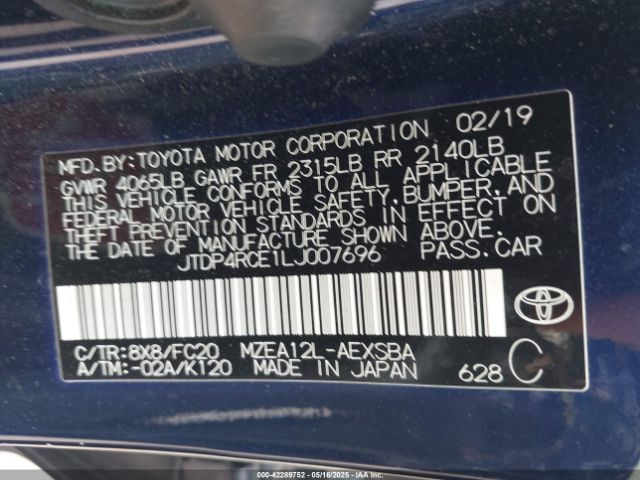 MFD. BY: TOYOTA MOTOR CORPORATION 02/19
GVWR 4065LB GAWR FR 2315LB RR 2140LB
THIS VEHICLE CONFORMS TO ALL APPLICABLE
FEDERAL MOTOR VEHICLE SAFETY, BUMPER, AND
THEFT PREVENTION STANDARDS IN EFFECT ON
THE DATE OF MANUFACTURE SHOWN ABOVE.
JTDP4RCE1LJ007696 PASS. CAR
C/TR: 8X8/FC20 MZEA12L-AEXSBA
A/TM: -02A/K120 MADE IN JAPAN 628 C
000-42289752 - 05/16/2025 - IAAI.COM